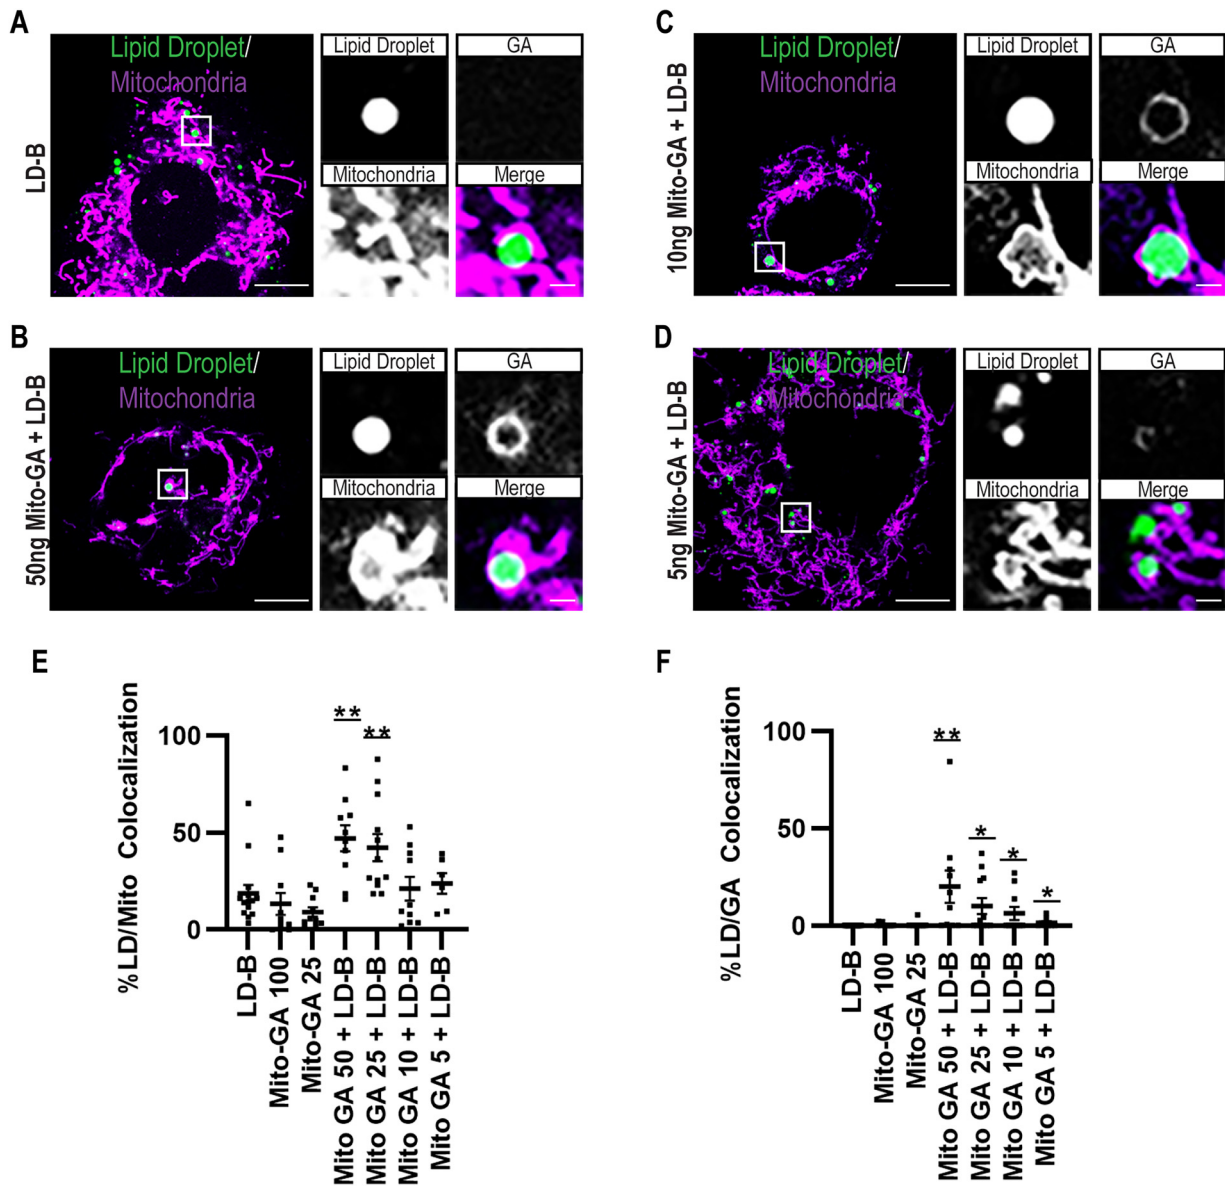 A
LD-B
Lipid Droplet/
Mitochondria
Lipid Droplet
GA
Mitochondria
Merge
C
10ng Mito-GA + LD-B
Lipid Droplet/
Mitochondria
Lipid Droplet
GA
Mitochondria
Merge
B
50ng Mito-GA + LD-B
Lipid Droplet/
Mitochondria
Lipid Droplet
GA
Mitochondria
Merge
D
5ng Mito-GA + LD-B
Lipid Droplet/
Mitochondria
Lipid Droplet
GA
Mitochondria
Merge
E
%LD/Mito Colocalization
100
50
0
**
**
LD-B
Mito-GA 100
Mito-GA 25
Mito GA 50 + LD-B
Mito GA 25 + LD-B
Mito GA 10 + LD-B
Mito GA 5 + LD-B
F
%LD/GA Colocalization
100
50
0
**
*
*
*
LD-B
Mito-GA 100
Mito-GA 25
Mito GA 50 + LD-B
Mito GA 25 + LD-B
Mito GA 10 + LD-B
Mito GA 5 + LD-B